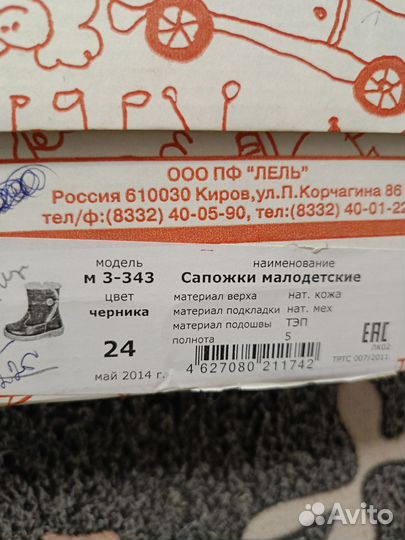 ООО ПФ "ЛЕЛЬ"
Россия 610030 Киров,ул.П.Корчагина 86
тел/ф:(8332) 40-05-90, тел:(8332) 40-01-22
модель наименование
м 3-343 Сапожки малодетские
цвет материал верха нат. кожа
черника материал подкладки нат. мех
материал подошвы ТЭП
24 полнота 5
май 2014 г.
4 627080 211742
ЕАС
ЛК02
ТРТС 007/2011
Avito